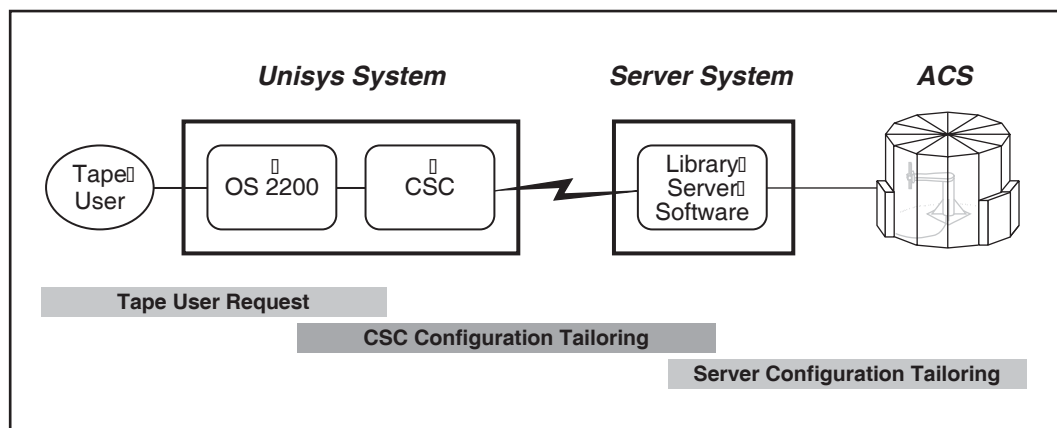 Unisys System
Server System
ACS
Tape
User
OS 2200
CSC
Library
Server
Software
Tape User Request
CSC Configuration Tailoring
Server Configuration Tailoring